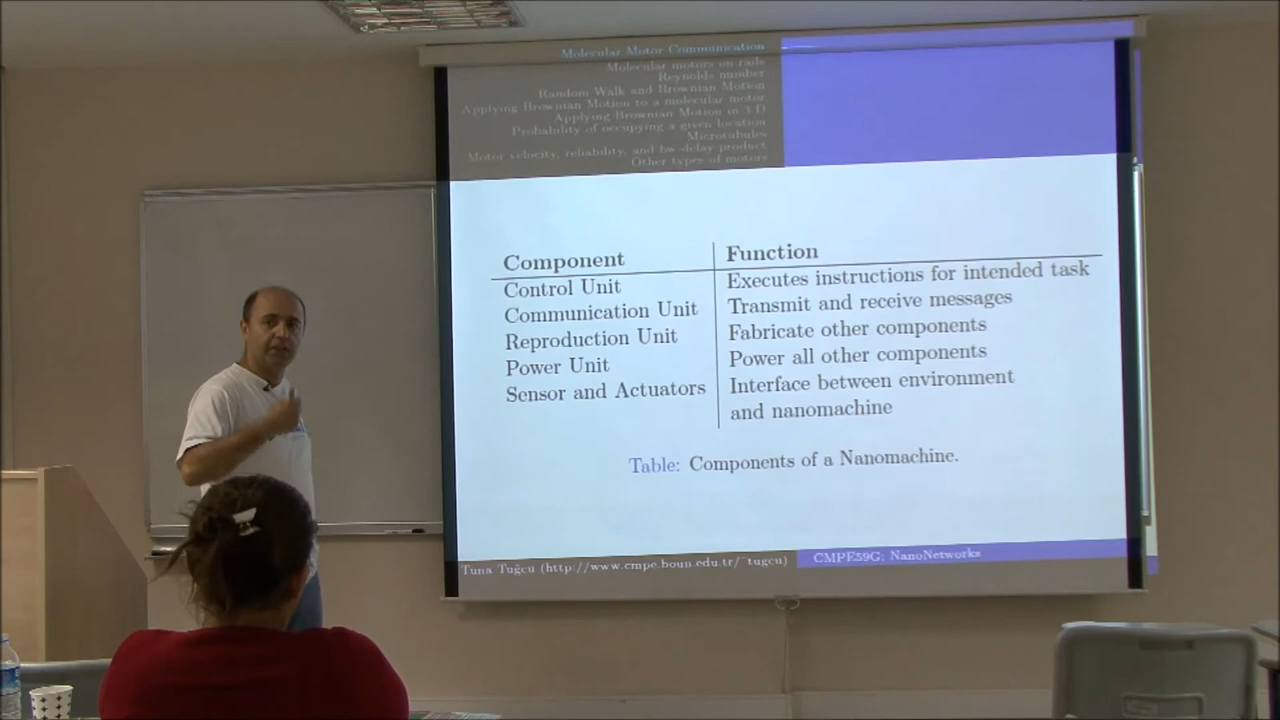 Molecular Motor Communication
Molecular motors on rails
Reynolds number
Random Walk and Brownian Motion
Applying Brownian Motion to a molecular motor
Applying Brownian Motion in 3 D
Probability of occupying a given location
Microtubules
Motor velocity, reliability, and bw-delay product
Other types of motors
Component Function
Control Unit Executes instructions for intended task
Communication Unit Transmit and receive messages
Reproduction Unit Fabricate other components
Power Unit Power all other components
Sensor and Actuators Interface between environment
and nanomachine
Table: Components of a Nanomachine.
Tuna Tuğcu (http://www.cmpe.boun.edu.tr/~tugcu) CMPE59G: NanoNetworks